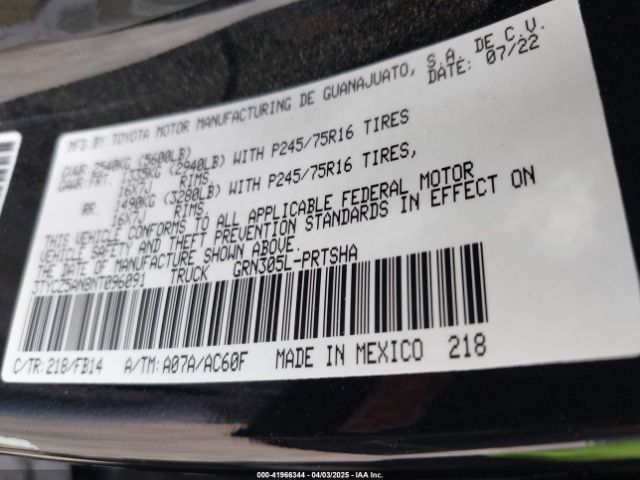 MFD.BY:TOYOTA MOTOR MANUFACTURING DE GUANAJUATO, S.A. DE C.V.
DATE: 07/22
GVWR 2540KG (5600LB)
GAWR:FRT. 1335KG (2940LB) WITH P245/75R16 TIRES
16X7J RIMS,
RR. 1490KG (3280LB) WITH P245/75R16 TIRES,
16X7J RIMS,
THIS VEHICLE CONFORMS TO ALL APPLICABLE FEDERAL MOTOR
VEHICLE SAFETY AND THEFT PREVENTION STANDARDS IN EFFECT ON
THE DATE OF MANUFACTURE SHOWN ABOVE.
3TYCZ5AN8NT096091 TRUCK GRN305L-PRTSHA
C/TR:218/FB14 A/TM:A07A/AC60F MADE IN MEXICO 218
000-41966344 - 04/03/2025 - IAA Inc.